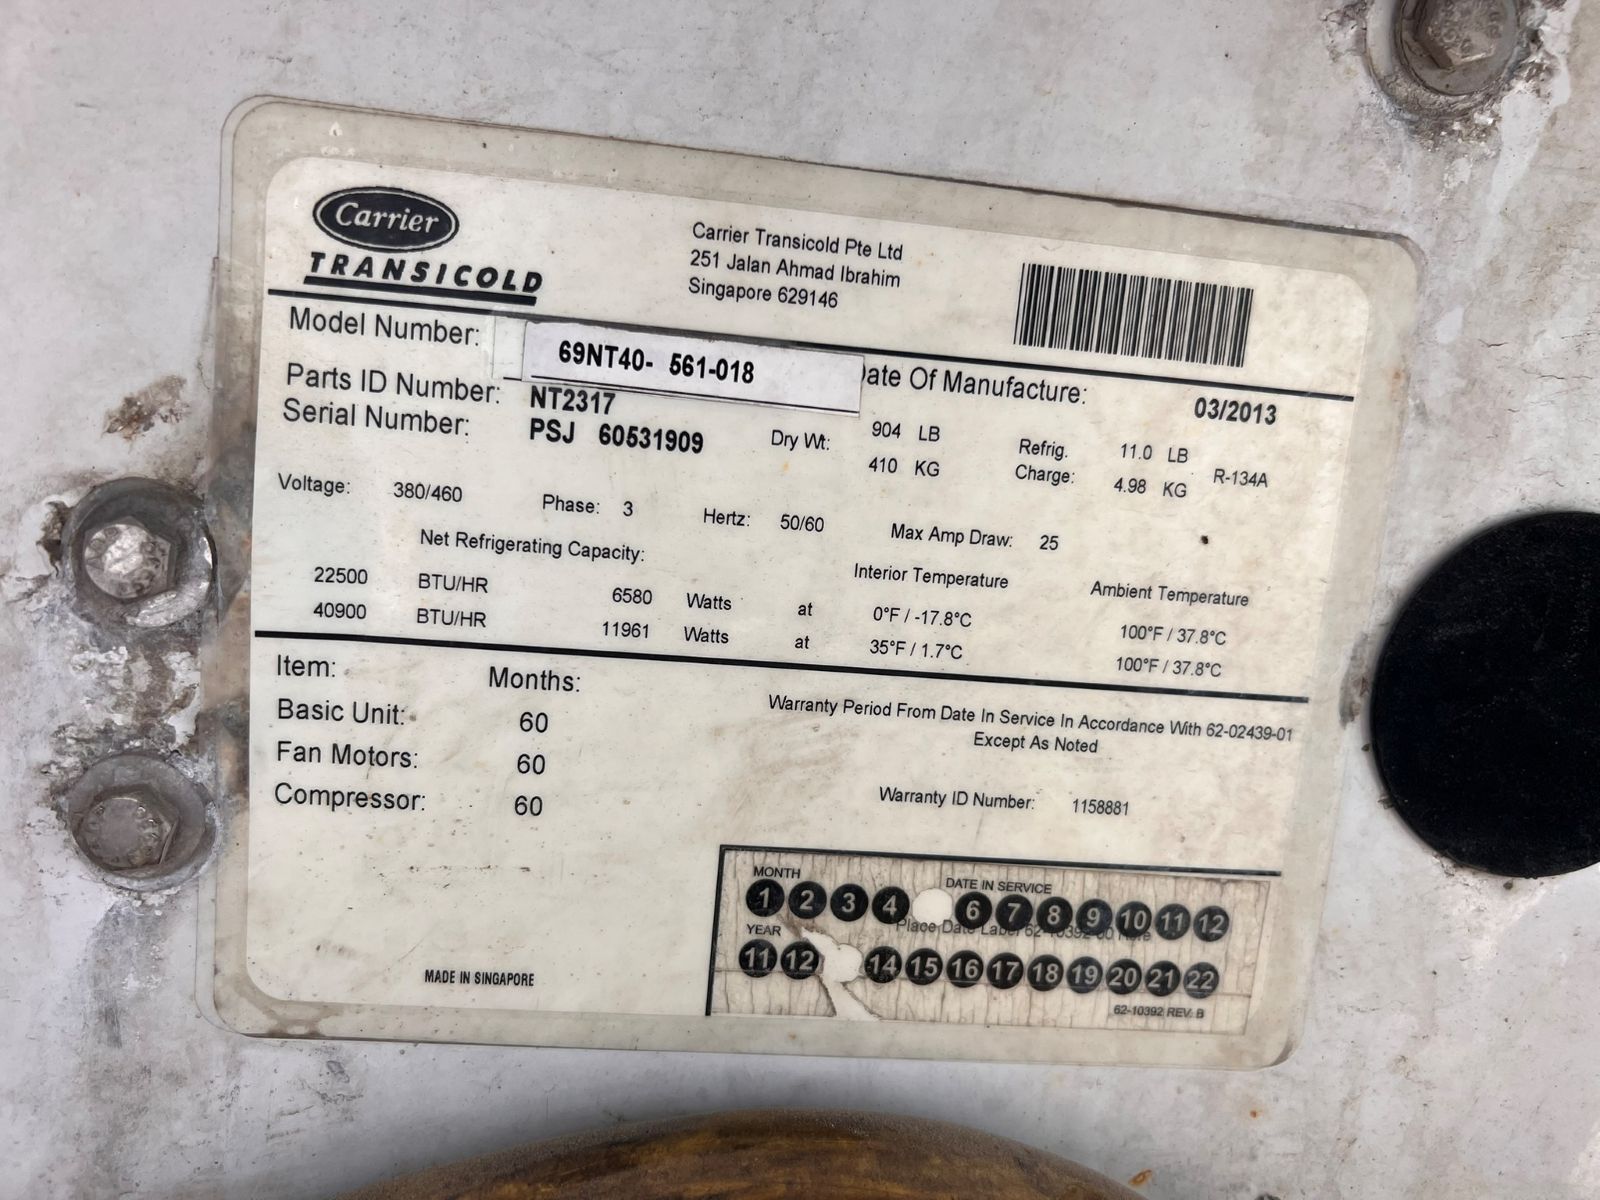 Carrier
TRANSICOLD
Carrier Transicold Pte Ltd
251 Jalan Ahmad Ibrahim
Singapore 629146
Model Number: 69NT40- 561-018
ate Of Manufacture: 03/2013
Parts ID Number: NT2317
Serial Number: PSJ 60531909
Dry Wt: 904 LB
410 KG
Refrig. Charge: 11.0 LB
4.98 KG
R-134A
Voltage: 380/460 Phase: 3 Hertz: 50/60 Max Amp Draw: 25
Net Refrigerating Capacity: Interior Temperature Ambient Temperature
22500 BTU/HR 6580 Watts at 0°F / -17.8°C 100°F / 37.8°C
40900 BTU/HR 11961 Watts at 35°F / 1.7°C 100°F / 37.8°C
Item: Months:
Basic Unit: 60
Fan Motors: 60
Compressor: 60
Warranty Period From Date In Service In Accordance With 62-02439-01
Except As Noted
Warranty ID Number: 1158881
MONTH DATE IN SERVICE
1 2 3 4 6 7 8 9 10 11 12
Place Date Label 62-10392-00 Here
YEAR
11 12 14 15 16 17 18 19 20 21 22
62-10392 REV. B
MADE IN SINGAPORE